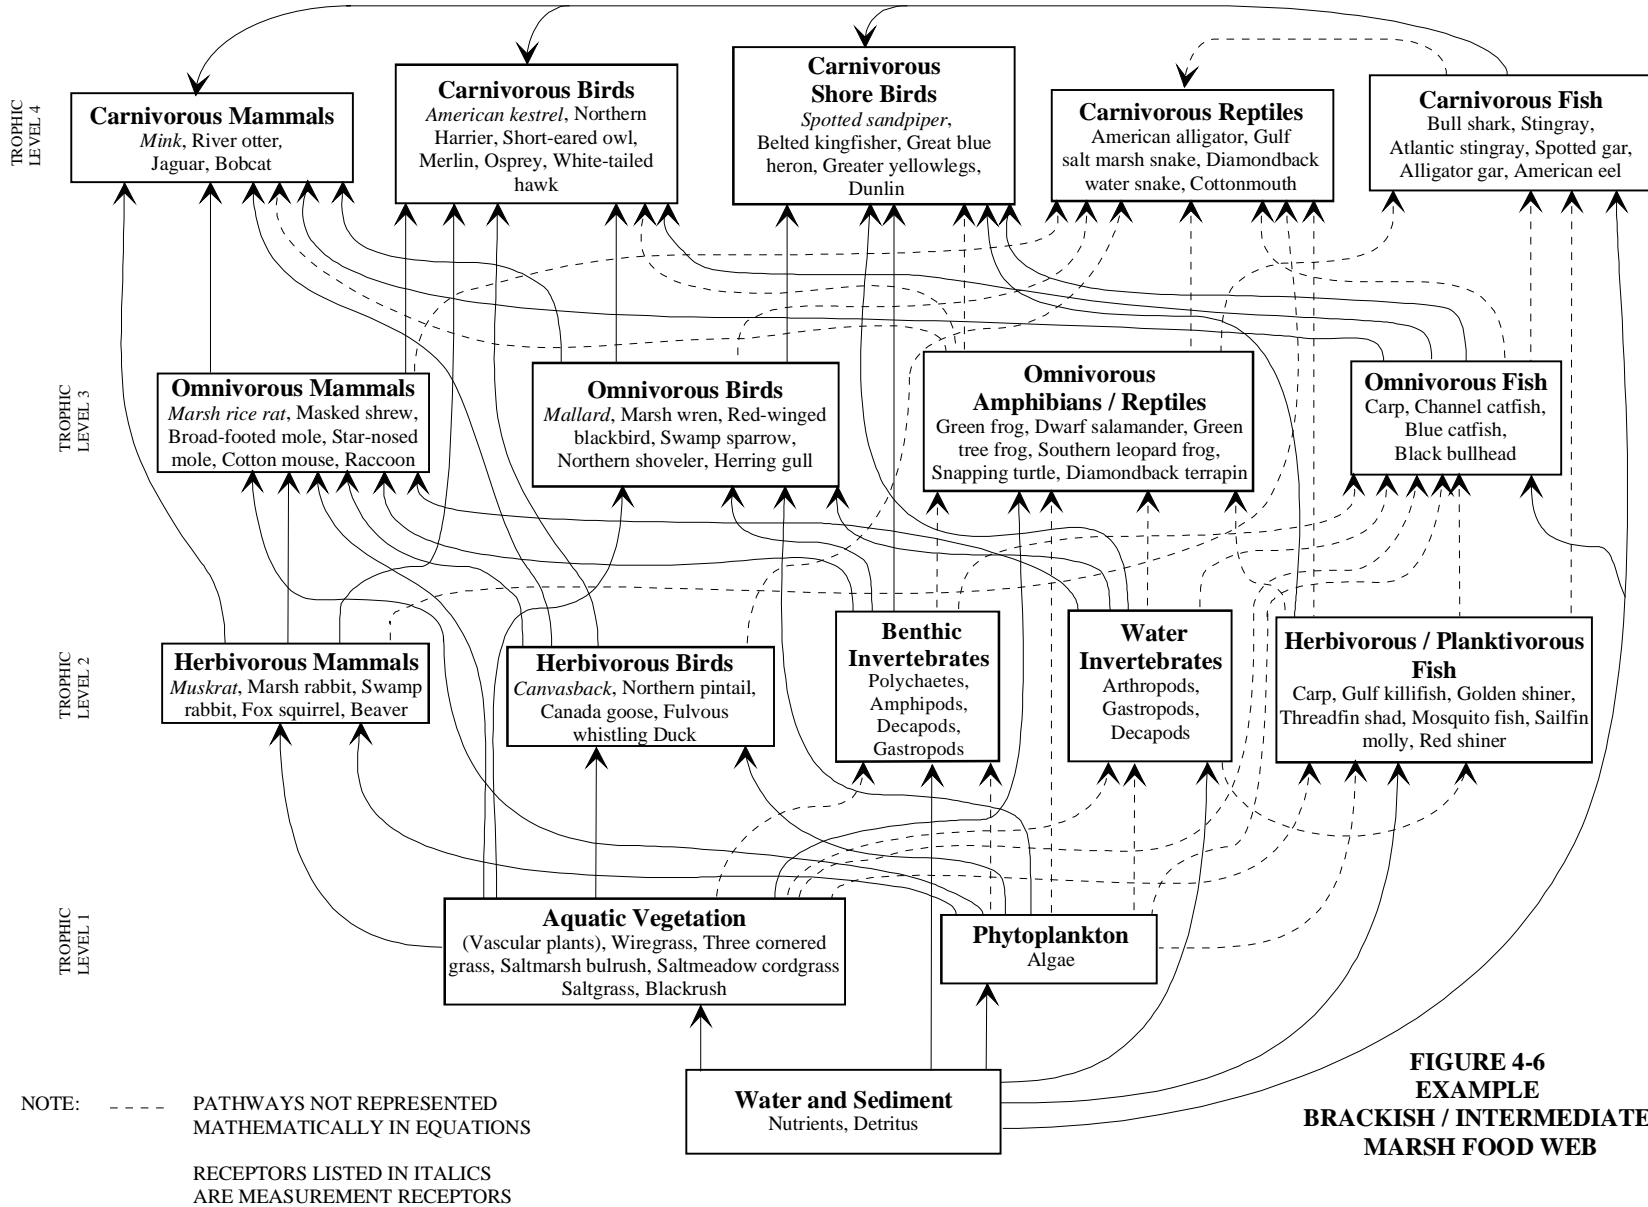 TROPHIC
LEVEL 4
Carnivorous Mammals
Mink, River otter,
Jaguar, Bobcat
Carnivorous Birds
American kestrel, Northern
Harrier, Short-eared owl,
Merlin, Osprey, White-tailed
hawk
Carnivorous
Shore Birds
Spotted sandpiper,
Belted kingfisher, Great blue
heron, Greater yellowlegs,
Dunlin
Carnivorous Reptiles
American alligator, Gulf
salt marsh snake, Diamondback
water snake, Cottonmouth
Carnivorous Fish
Bull shark, Stingray,
Atlantic stingray, Spotted gar,
Alligator gar, American eel
TROPHIC
LEVEL 3
Omnivorous Mammals
Marsh rice rat, Masked shrew,
Broad-footed mole, Star-nosed
mole, Cotton mouse, Raccoon
Omnivorous Birds
Mallard, Marsh wren, Red-winged
blackbird, Swamp sparrow,
Northern shoveler, Herring gull
Omnivorous
Amphibians / Reptiles
Green frog, Dwarf salamander, Green
tree frog, Southern leopard frog,
Snapping turtle, Diamondback terrapin
Omnivorous Fish
Carp, Channel catfish,
Blue catfish,
Black bullhead
TROPHIC
LEVEL 2
Herbivorous Mammals
Muskrat, Marsh rabbit, Swamp
rabbit, Fox squirrel, Beaver
Herbivorous Birds
Canvasback, Northern pintail,
Canada goose, Fulvous
whistling Duck
Benthic
Invertebrates
Polychaetes,
Amphipods,
Decapods,
Gastropods
Water
Invertebrates
Arthropods,
Gastropods,
Decapods
Herbivorous / Planktivorous
Fish
Carp, Gulf killifish, Golden shiner,
Threadfin shad, Mosquito fish, Sailfin
molly, Red shiner
TROPHIC
LEVEL 1
Aquatic Vegetation
(Vascular plants), Wiregrass, Three cornered
grass, Saltmarsh bulrush, Saltmeadow cordgrass
Saltgrass, Blackrush
Phytoplankton
Algae
Water and Sediment
Nutrients, Detritus
NOTE:
PATHWAYS NOT REPRESENTED
MATHEMATICALLY IN EQUATIONS
RECEPTORS LISTED IN ITALICS
ARE MEASUREMENT RECEPTORS
FIGURE 4-6
EXAMPLE
BRACKISH / INTERMEDIATE
MARSH FOOD WEB